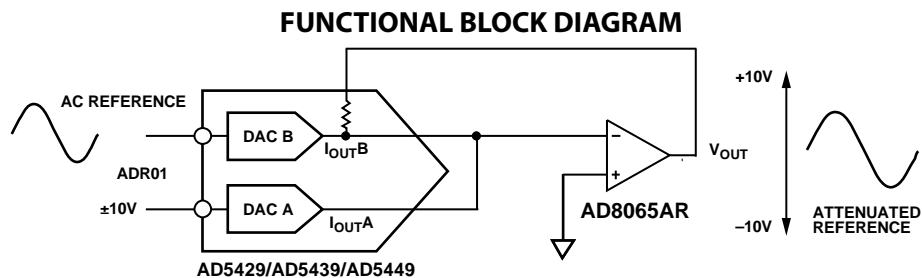 FUNCTIONAL BLOCK DIAGRAM
AC REFERENCE
ADR01
±10V
DAC B
IOUTB
DAC A
IOUTA
AD5429/AD5439/AD5449
−
+
AD8065AR
VOUT
+10V
–10V
ATTENUATED
REFERENCE